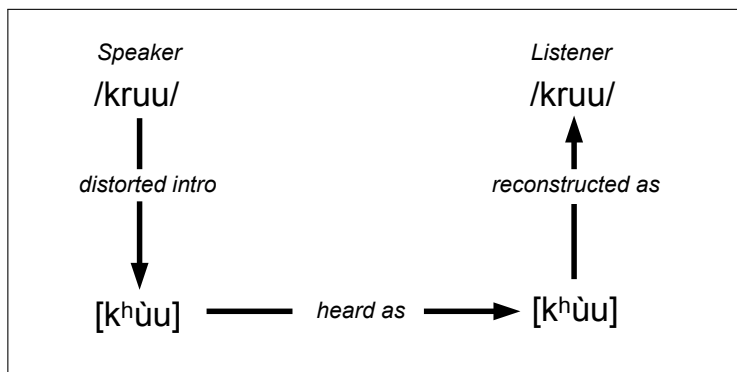 Speaker Listener
/kruu/ /kruu/
distorted intro reconstructed as
[kʰùu] heard as [kʰùu]